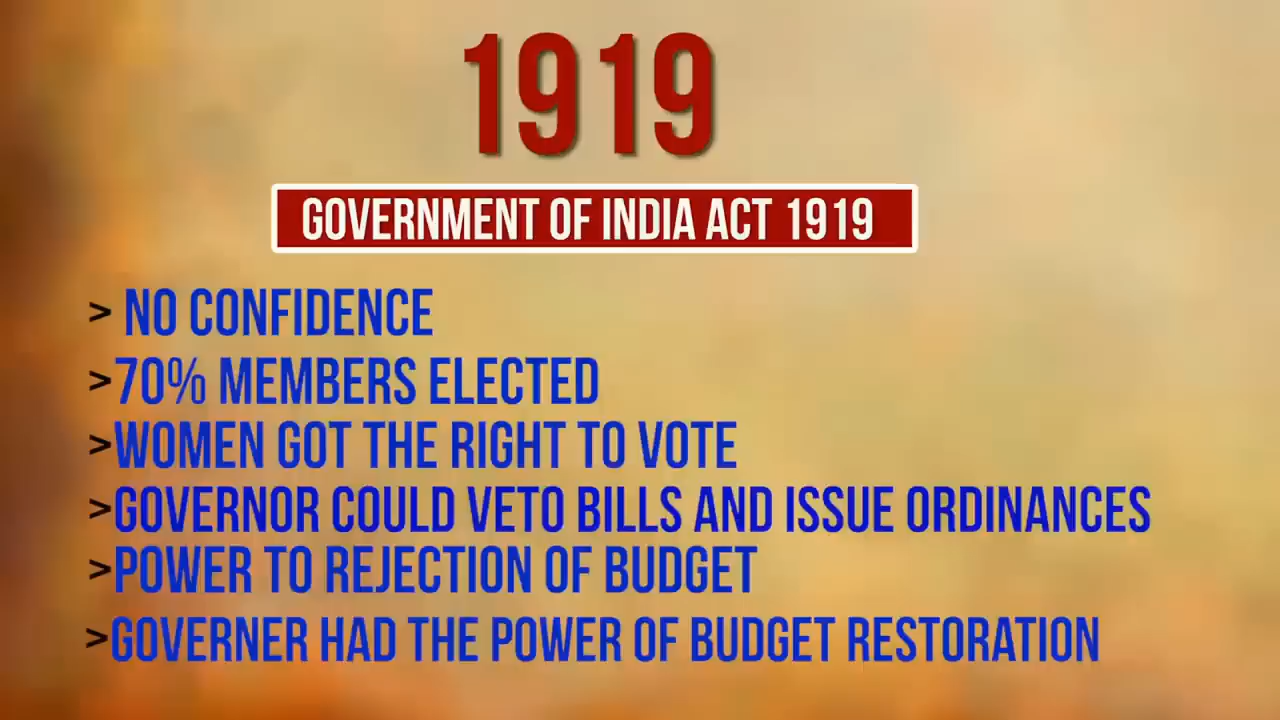 1919
GOVERNMENT OF INDIA ACT 1919
> NO CONFIDENCE
>70% MEMBERS ELECTED
>WOMEN GOT THE RIGHT TO VOTE
>GOVERNOR COULD VETO BILLS AND ISSUE ORDINANCES
>POWER TO REJECTION OF BUDGET
>GOVERNER HAD THE POWER OF BUDGET RESTORATION